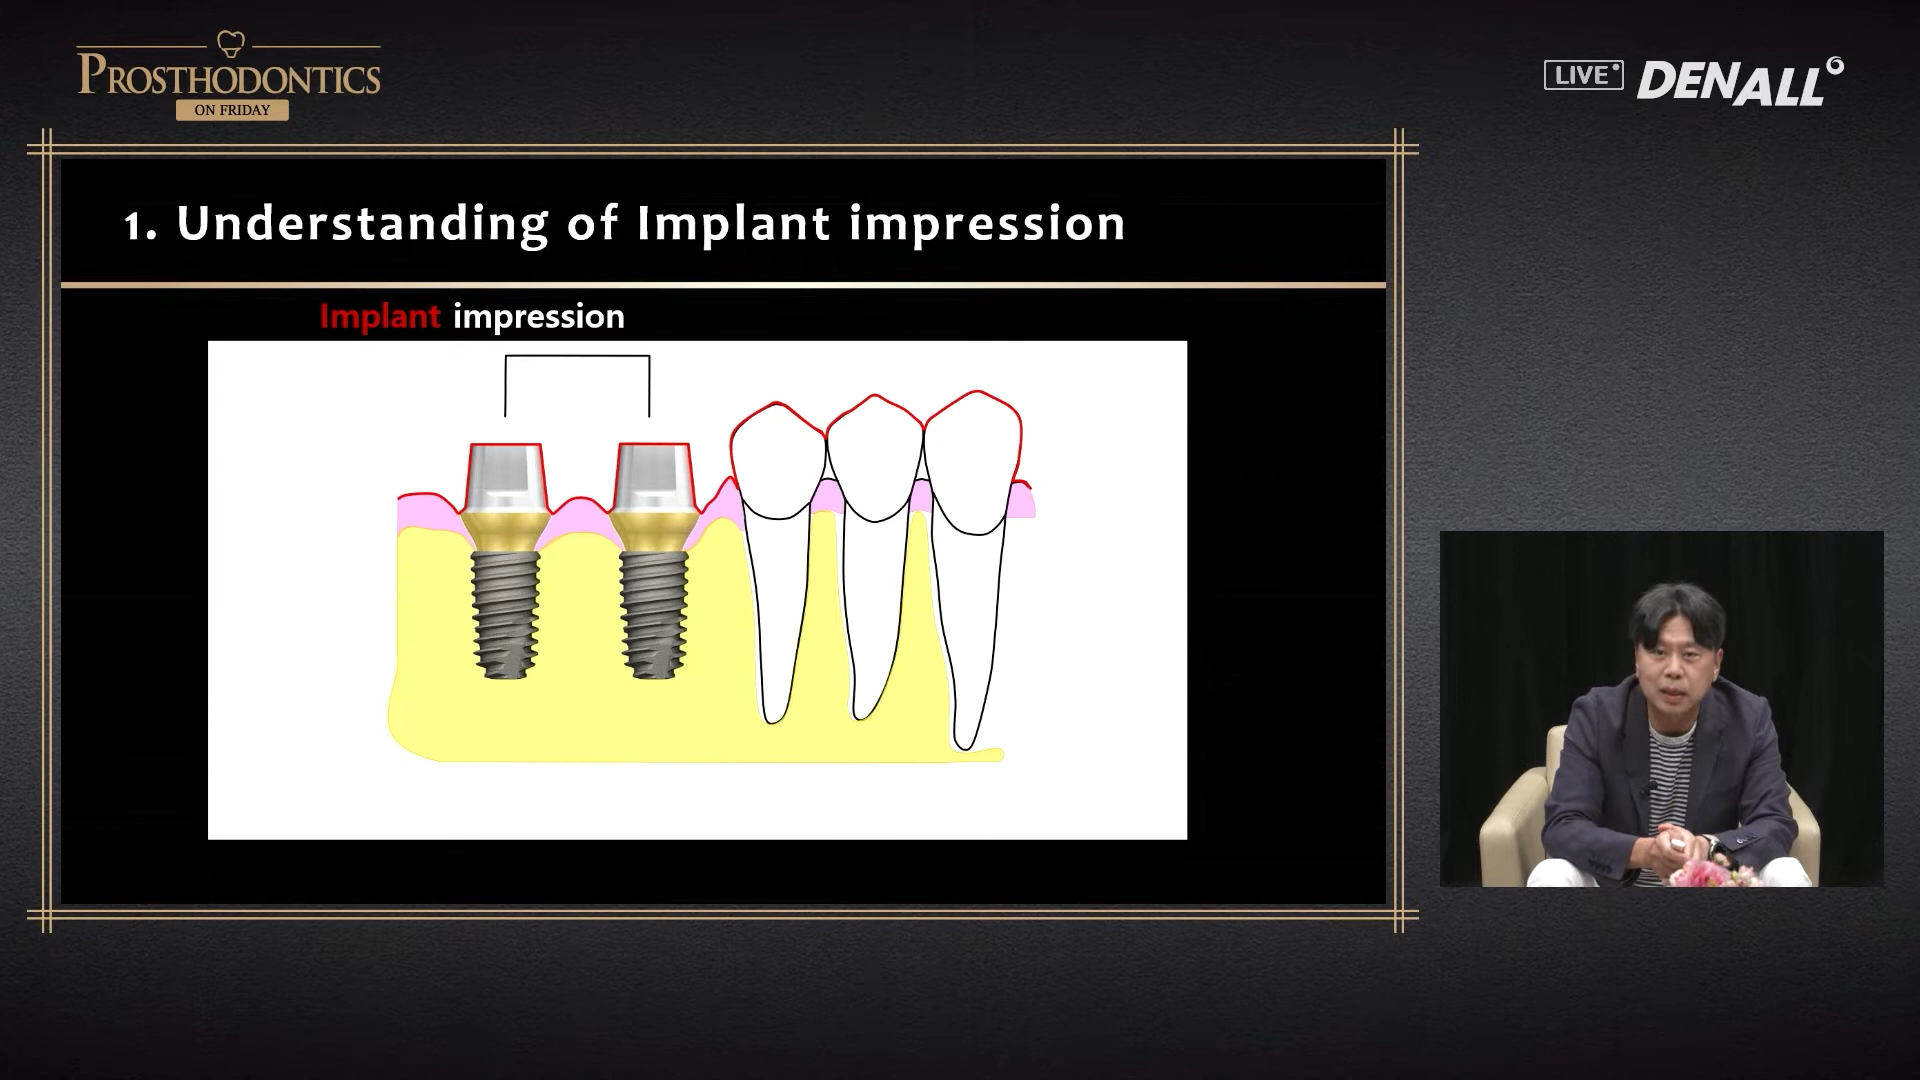 PROSTHODONTICS
ON FRIDAY
LIVE
DENALL
1. Understanding of Implant impression
Implant impression